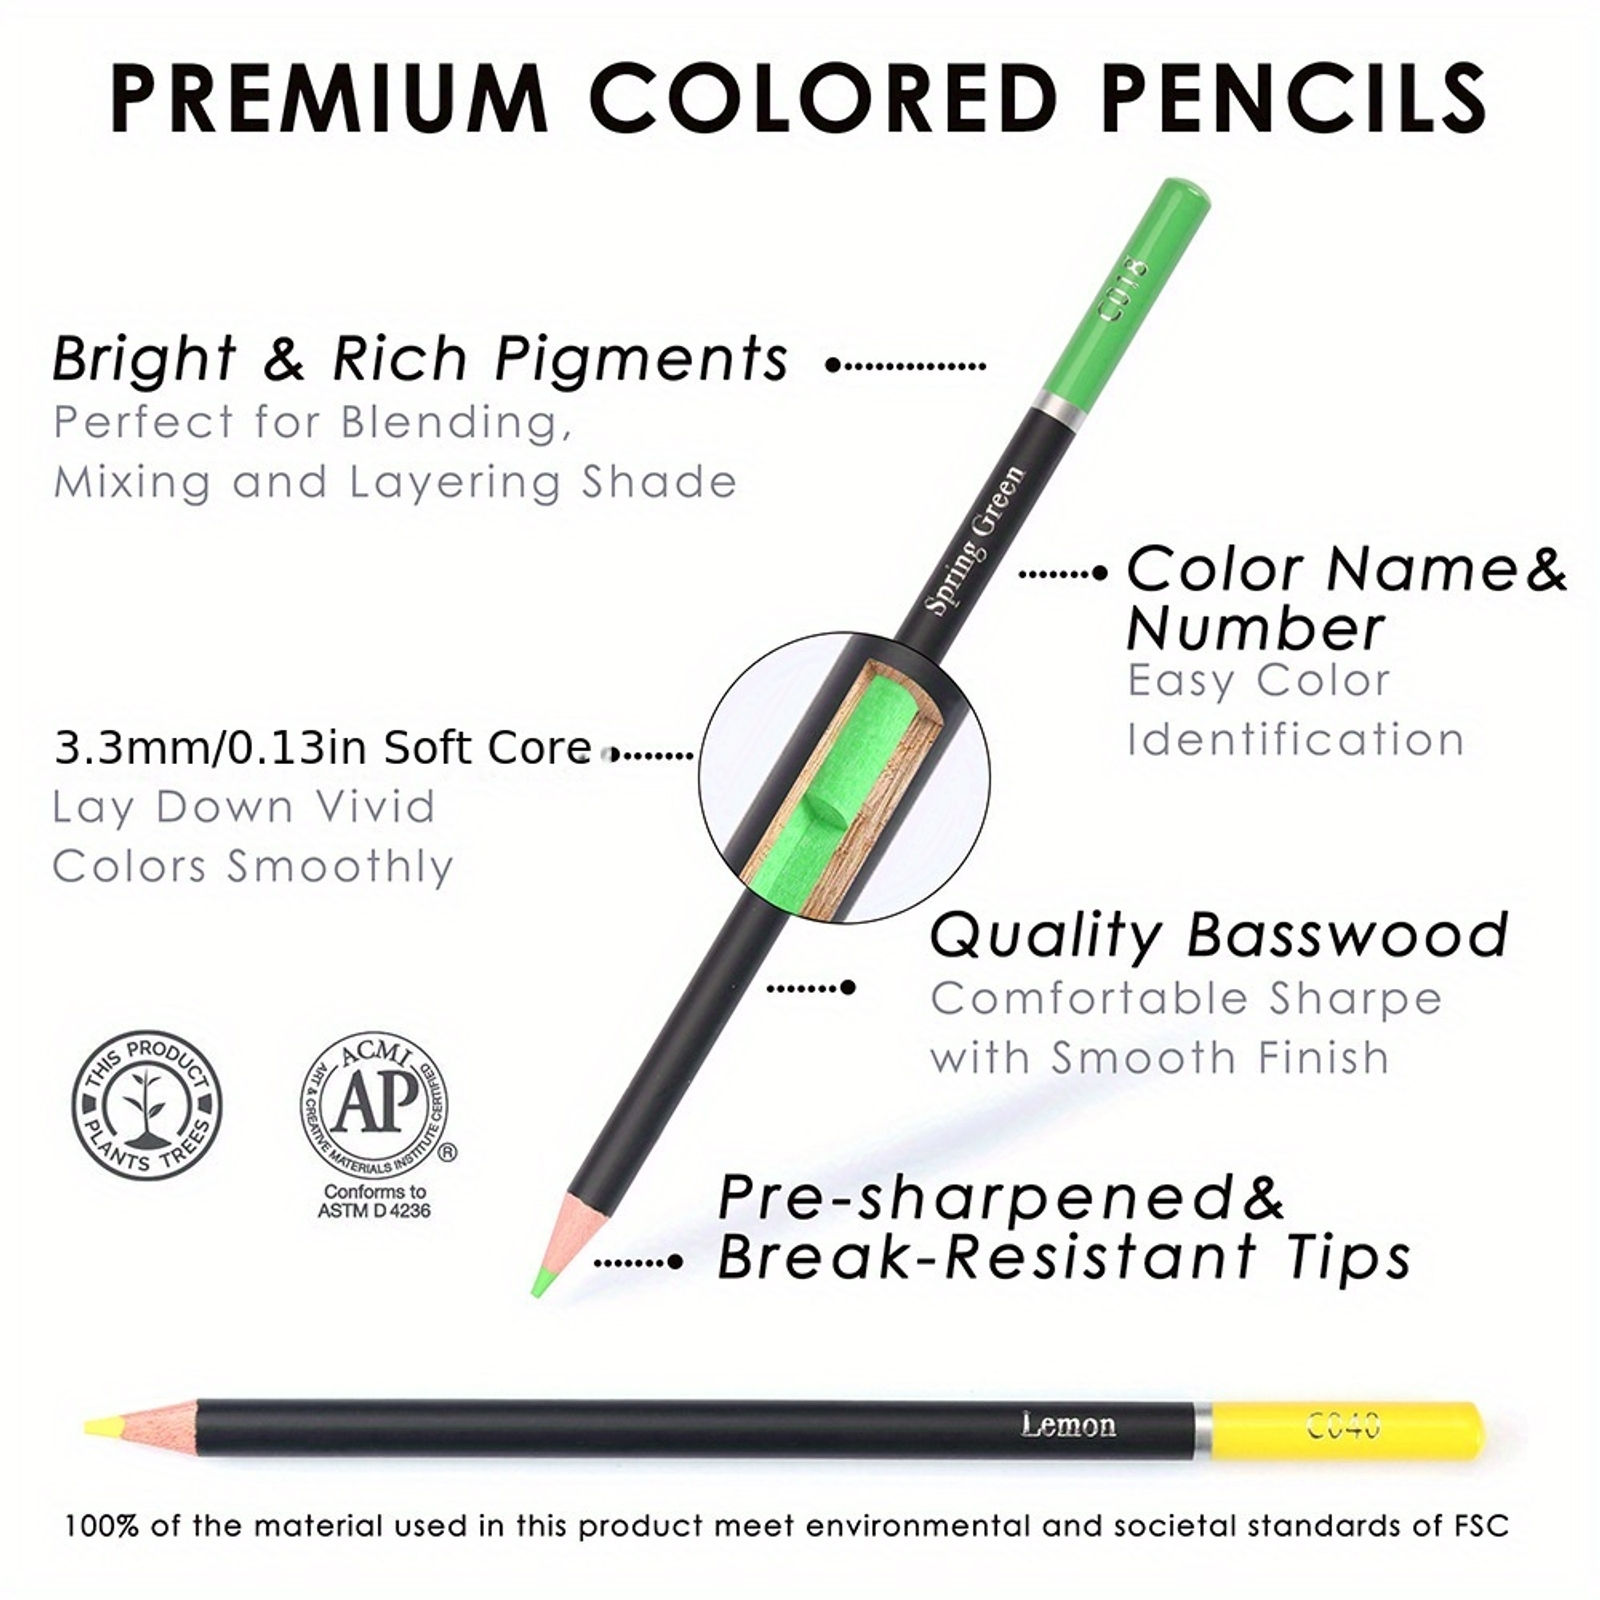 PREMIUM COLORED PENCILS
C018
Bright & Rich Pigments
Perfect for Blending,
Mixing and Layering Shade
Spring Green
Color Name&
Number
Easy Color
Identification
3.3mm/0.13in Soft Core
Lay Down Vivid
Colors Smoothly
Quality Basswood
Comfortable Sharpe
with Smooth Finish
THIS PRODUCT
PLANTS TREES
ACMI
AP
ART & CREATIVE MATERIALS INSTITUTE CERTIFIED
®
Conforms to
ASTM D 4236
Pre-sharpened&
Break-Resistant Tips
Lemon
C040
100% of the material used in this product meet environmental and societal standards of FSC